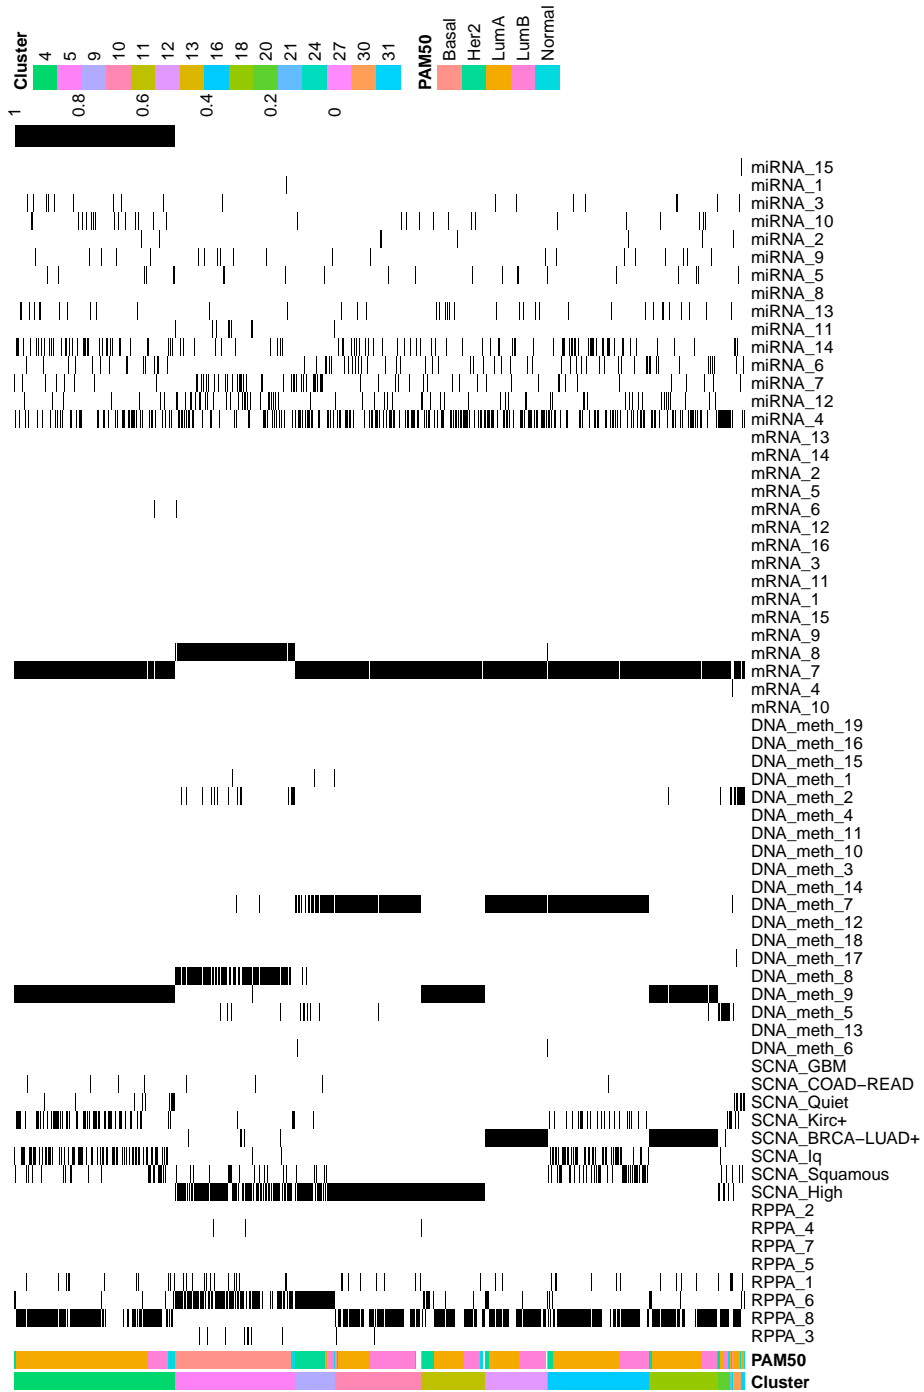 Cluster
4
5
9
10
11
12
13
16
18
20
21
24
27
30
31
PAM50
Basal
Her2
LumA
LumB
Normal
1
0.8
0.6
0.4
0.2
0
miRNA_15
miRNA_1
miRNA_3
miRNA_10
miRNA_2
miRNA_9
miRNA_5
miRNA_8
miRNA_13
miRNA_11
miRNA_14
miRNA_6
miRNA_7
miRNA_12
miRNA_4
mRNA_13
mRNA_14
mRNA_2
mRNA_5
mRNA_6
mRNA_12
mRNA_16
mRNA_3
mRNA_11
mRNA_1
mRNA_15
mRNA_9
mRNA_8
mRNA_7
mRNA_4
mRNA_10
DNA_meth_19
DNA_meth_16
DNA_meth_15
DNA_meth_1
DNA_meth_2
DNA_meth_4
DNA_meth_11
DNA_meth_10
DNA_meth_3
DNA_meth_14
DNA_meth_7
DNA_meth_12
DNA_meth_18
DNA_meth_17
DNA_meth_8
DNA_meth_9
DNA_meth_5
DNA_meth_13
DNA_meth_6
SCNA_GBM
SCNA_COAD−READ
SCNA_Quiet
SCNA_Kirc+
SCNA_BRCA−LUAD+
SCNA_lq
SCNA_Squamous
SCNA_High
RPPA_2
RPPA_4
RPPA_7
RPPA_5
RPPA_1
RPPA_6
RPPA_8
RPPA_3
PAM50
Cluster